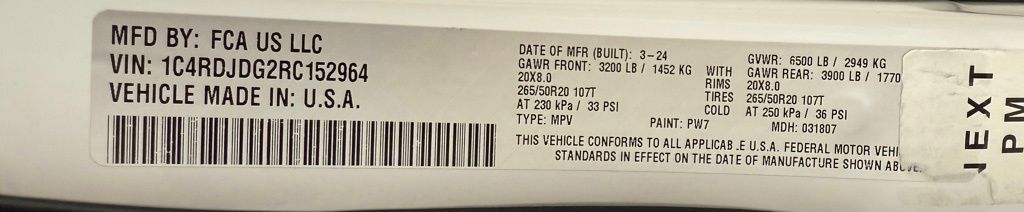 MFD BY: FCA US LLC
VIN: 1C4RDJDG2RC152964
VEHICLE MADE IN: U.S.A.
DATE OF MFR (BUILT): 3-24
GAWR FRONT: 3200 LB / 1452 KG
20X8.0
265/50R20 107T
AT 230 kPa / 33 PSI
TYPE: MPV
WITH
RIMS
TIRES
COLD
PAINT: PW7
GVWR: 6500 LB / 2949 KG
GAWR REAR: 3900 LB / 1770
20X8.0
265/50R20 107T
AT 250 kPa / 36 PSI
MDH: 031807
THIS VEHICLE CONFORMS TO ALL APPLICAB.E U.S.A. FEDERAL MOTOR VEHI
STANDARDS IN EFFECT ON THE DATE OF MANUFACTURE SHOWN ABOVE.
NEXT
PM